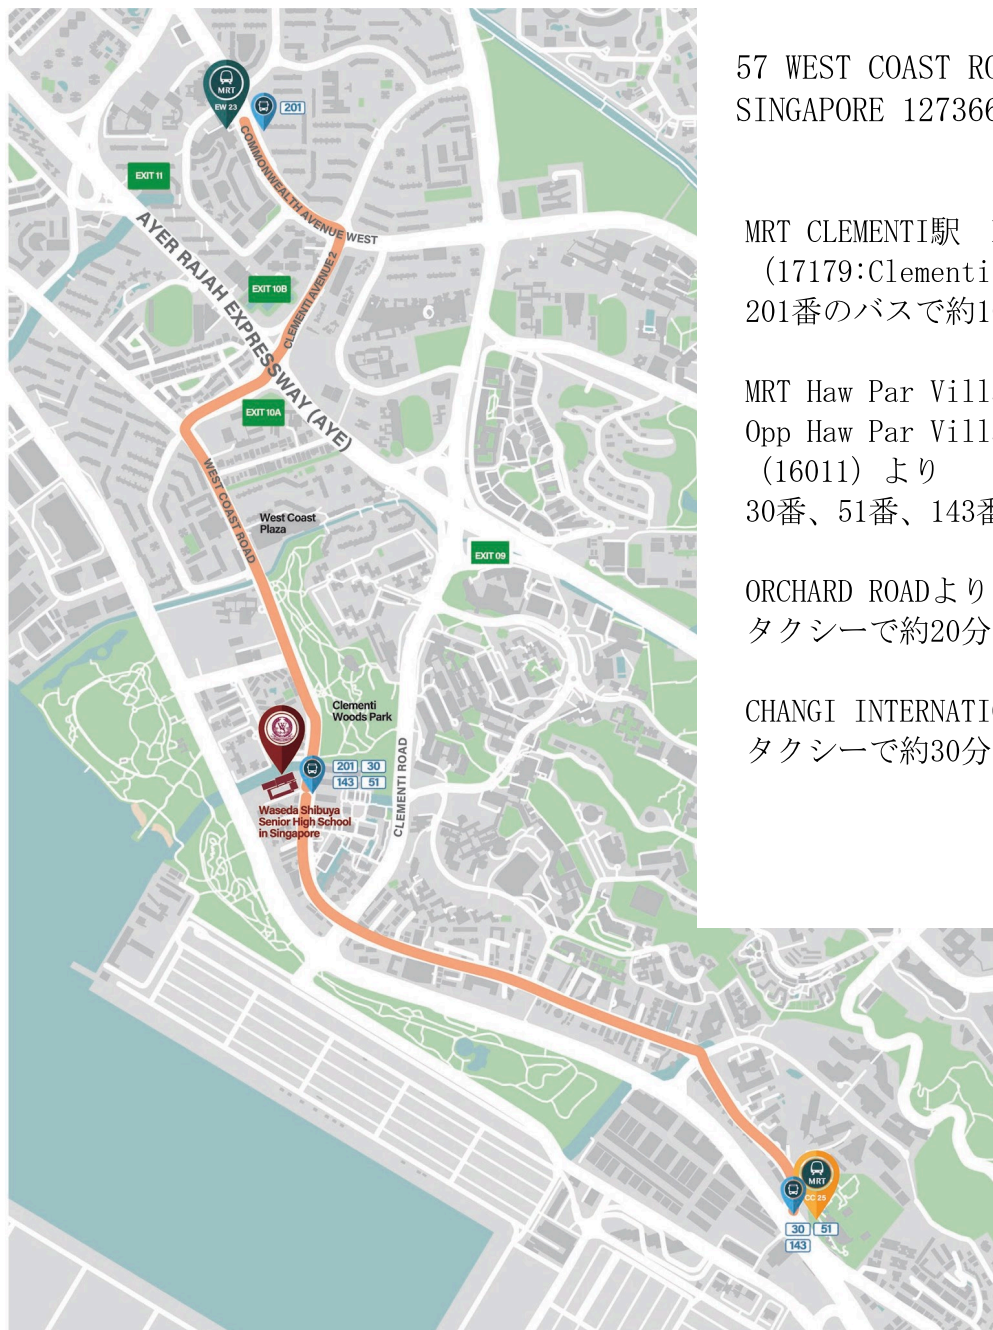 57 WEST COAST RO
SINGAPORE 127366
MRT CLEMENTI駅
(17179:Clementi
201番のバスで約1
MRT Haw Par Vill
Opp Haw Par Vill
(16011) より
30番、51番、143番
ORCHARD ROADより
タクシーで約20分
CHANGI INTERNATIO
タクシーで約30分
MRT
EW 23
201
COMMONWEALTH AVENUE WEST
EXIT 11
AYER RAJAH EXPRESSWAY (AYE)
EXIT 10B
CLEMENTI AVENUE 2
EXIT 10A
WEST COAST ROAD
West Coast
Plaza
EXIT 09
Clementi
Woods Park
201 30
143 51
CLEMENTI ROAD
Waseda Shibuya
Senior High School
in Singapore
MRT
CC 25
30 51
143